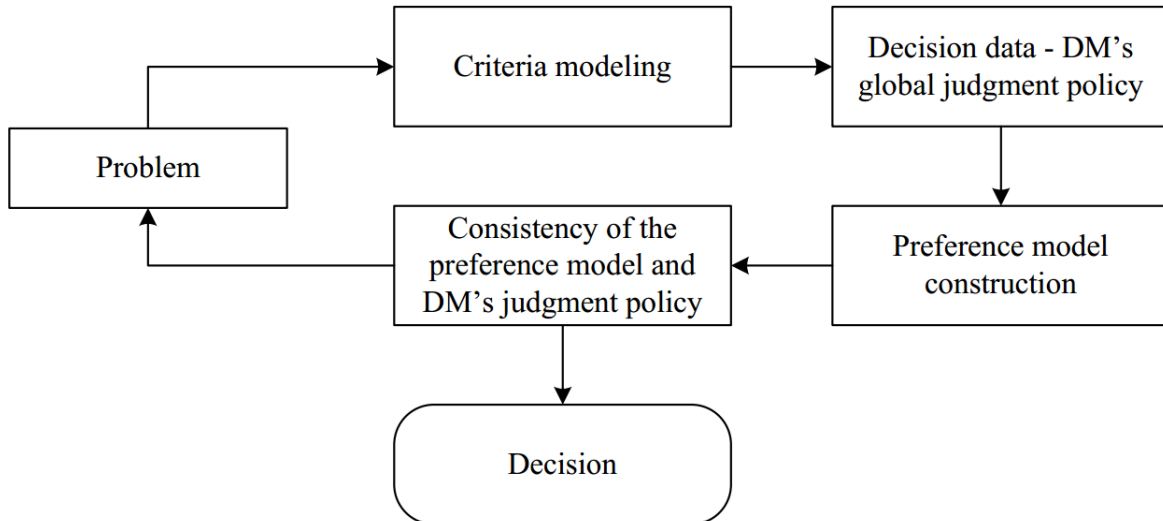 Criteria modeling
Decision data - DM’s
global judgment policy
Problem
Consistency of the
preference model and
DM’s judgment policy
Preference model
construction
Decision